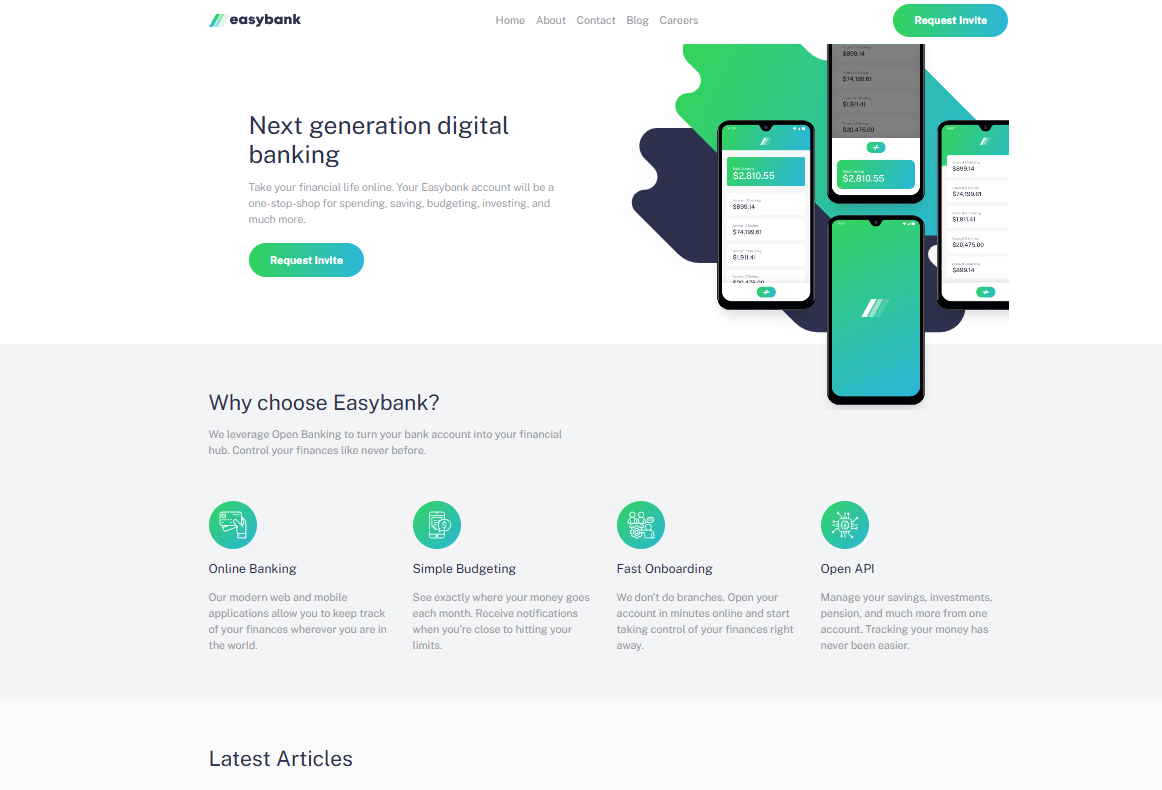 easybank
Home About Contact Blog Careers
Request Invite
Next generation digital
banking
Take your financial life online. Your Easybank account will be a
one-stop-shop for spending, saving, budgeting, investing, and
much more.
Request Invite
$899.14
$74,199.61
$1,911.41
$20,475.00
$2,810.55
$2,810.55
$899.14
$74,199.61
$1,911.41
$899.14
$74,199.61
$1,911.41
$20,475.00
$899.14
Why choose Easybank?
We leverage Open Banking to turn your bank account into your financial
hub. Control your finances like never before.
Online Banking
Our modern web and mobile
applications allow you to keep track
of your finances wherever you are in
the world.
Simple Budgeting
See exactly where your money goes
each month. Receive notifications
when you're close to hitting your
limits.
Fast Onboarding
We don't do branches. Open your
account in minutes online and start
taking control of your finances right
away.
Open API
Manage your savings, investments,
pension, and much more from one
account. Tracking your money has
never been easier.
Latest Articles